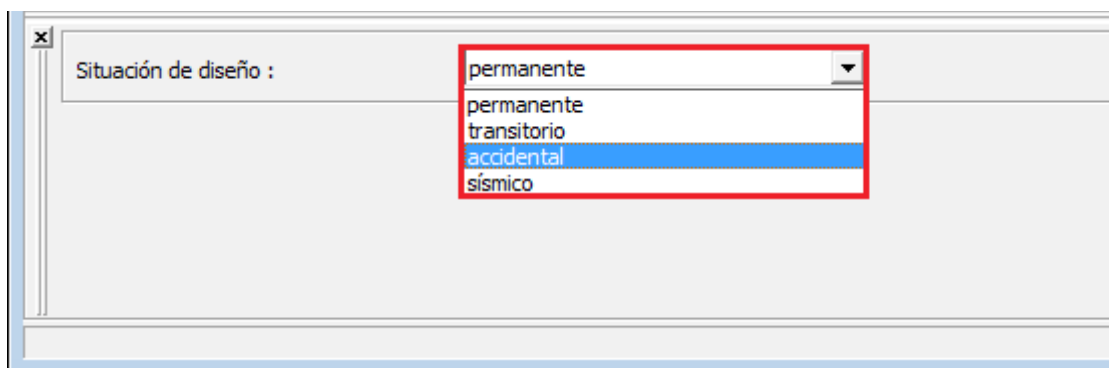 Situación de diseño :
permanente
permanente
transitorio
accidental
sísmico